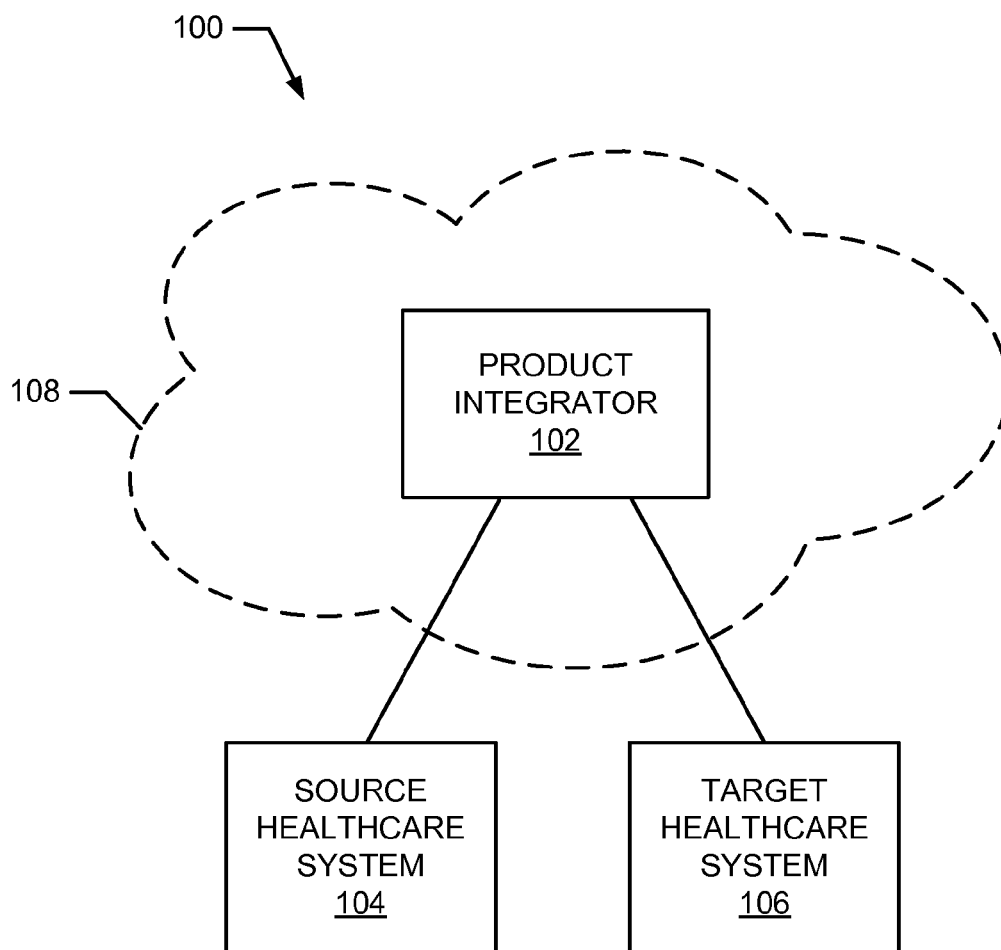 100
PRODUCT
INTEGRATOR
102
108
SOURCE
HEALTHCARE
SYSTEM
104
TARGET
HEALTHCARE
SYSTEM
106